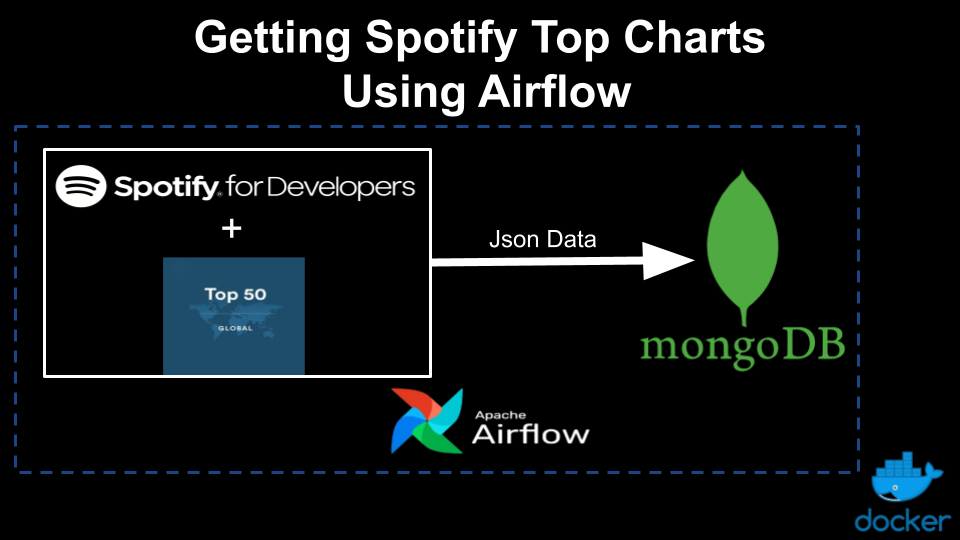 Getting Spotify Top Charts
Using Airflow
Spotify® for Developers
+
Top 50
GLOBAL
Json Data
mongoDB
Apache
Airflow
docker